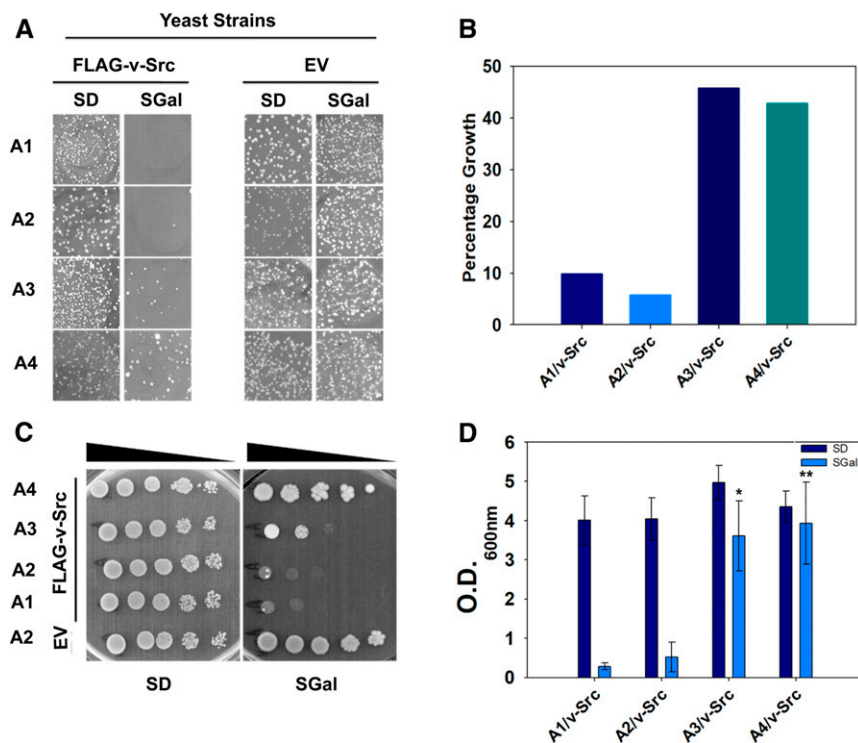 A
Yeast Strains
FLAG-v-Src
EV
SD
SGal
SD
SGal
A1
A2
A3
A4
B
Percentage Growth
50
40
30
20
10
0
A1/v-Src
A2/v-Src
A3/v-Src
A4/v-Src
C
FLAG-v-Src
EV
A4
A3
A2
A1
A2
SD
SGal
D
O.D. 600nm
6
5
4
3
2
1
0
SD
SGal
*
**
A1/v-Src
A2/v-Src
A3/v-Src
A4/v-Src